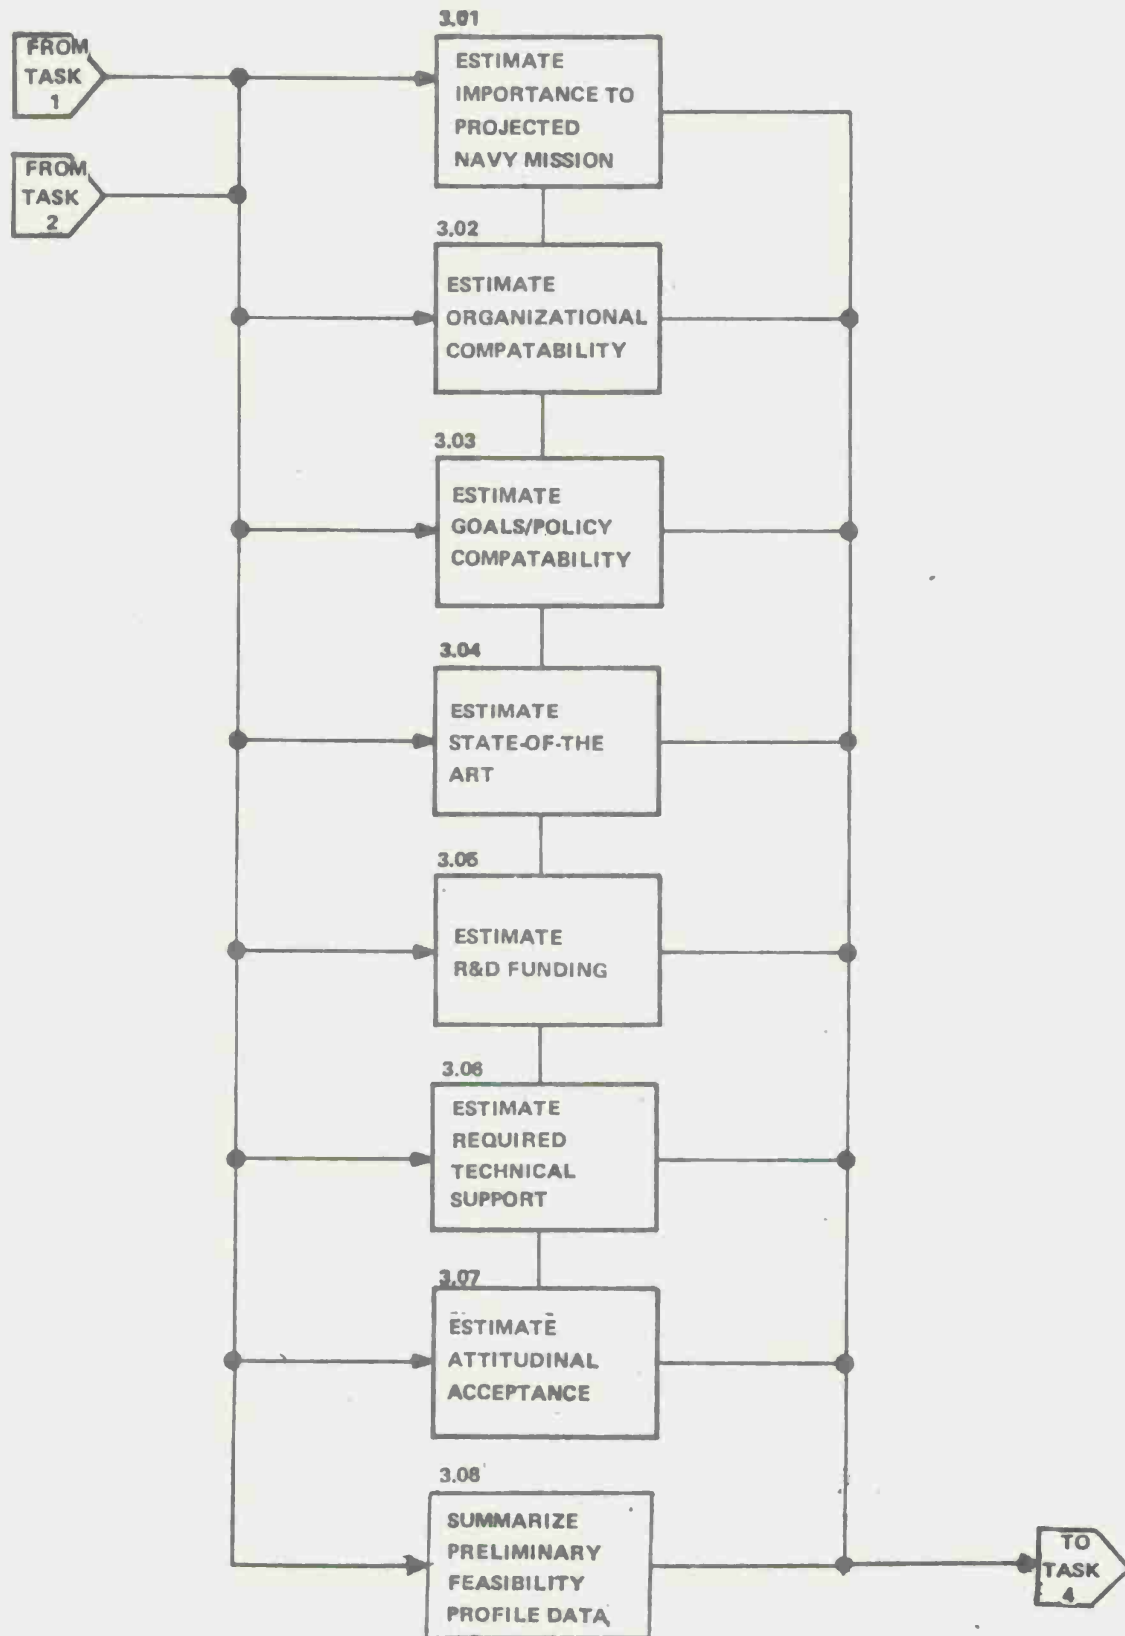 FROM
TASK
1
FROM
TASK
2
3.01
ESTIMATE
IMPORTANCE TO
PROJECTED
NAVY MISSION
3.02
ESTIMATE
ORGANIZATIONAL
COMPATABILITY
3.03
ESTIMATE
GOALS/POLICY
COMPATABILITY
3.04
ESTIMATE
STATE-OF-THE
ART
3.05
ESTIMATE
R&D FUNDING
3.06
ESTIMATE
REQUIRED
TECHNICAL
SUPPORT
3.07
ESTIMATE
ATTITUDINAL
ACCEPTANCE
3.08
SUMMARIZE
PRELIMINARY
FEASIBILITY
PROFILE DATA
TO
TASK
4